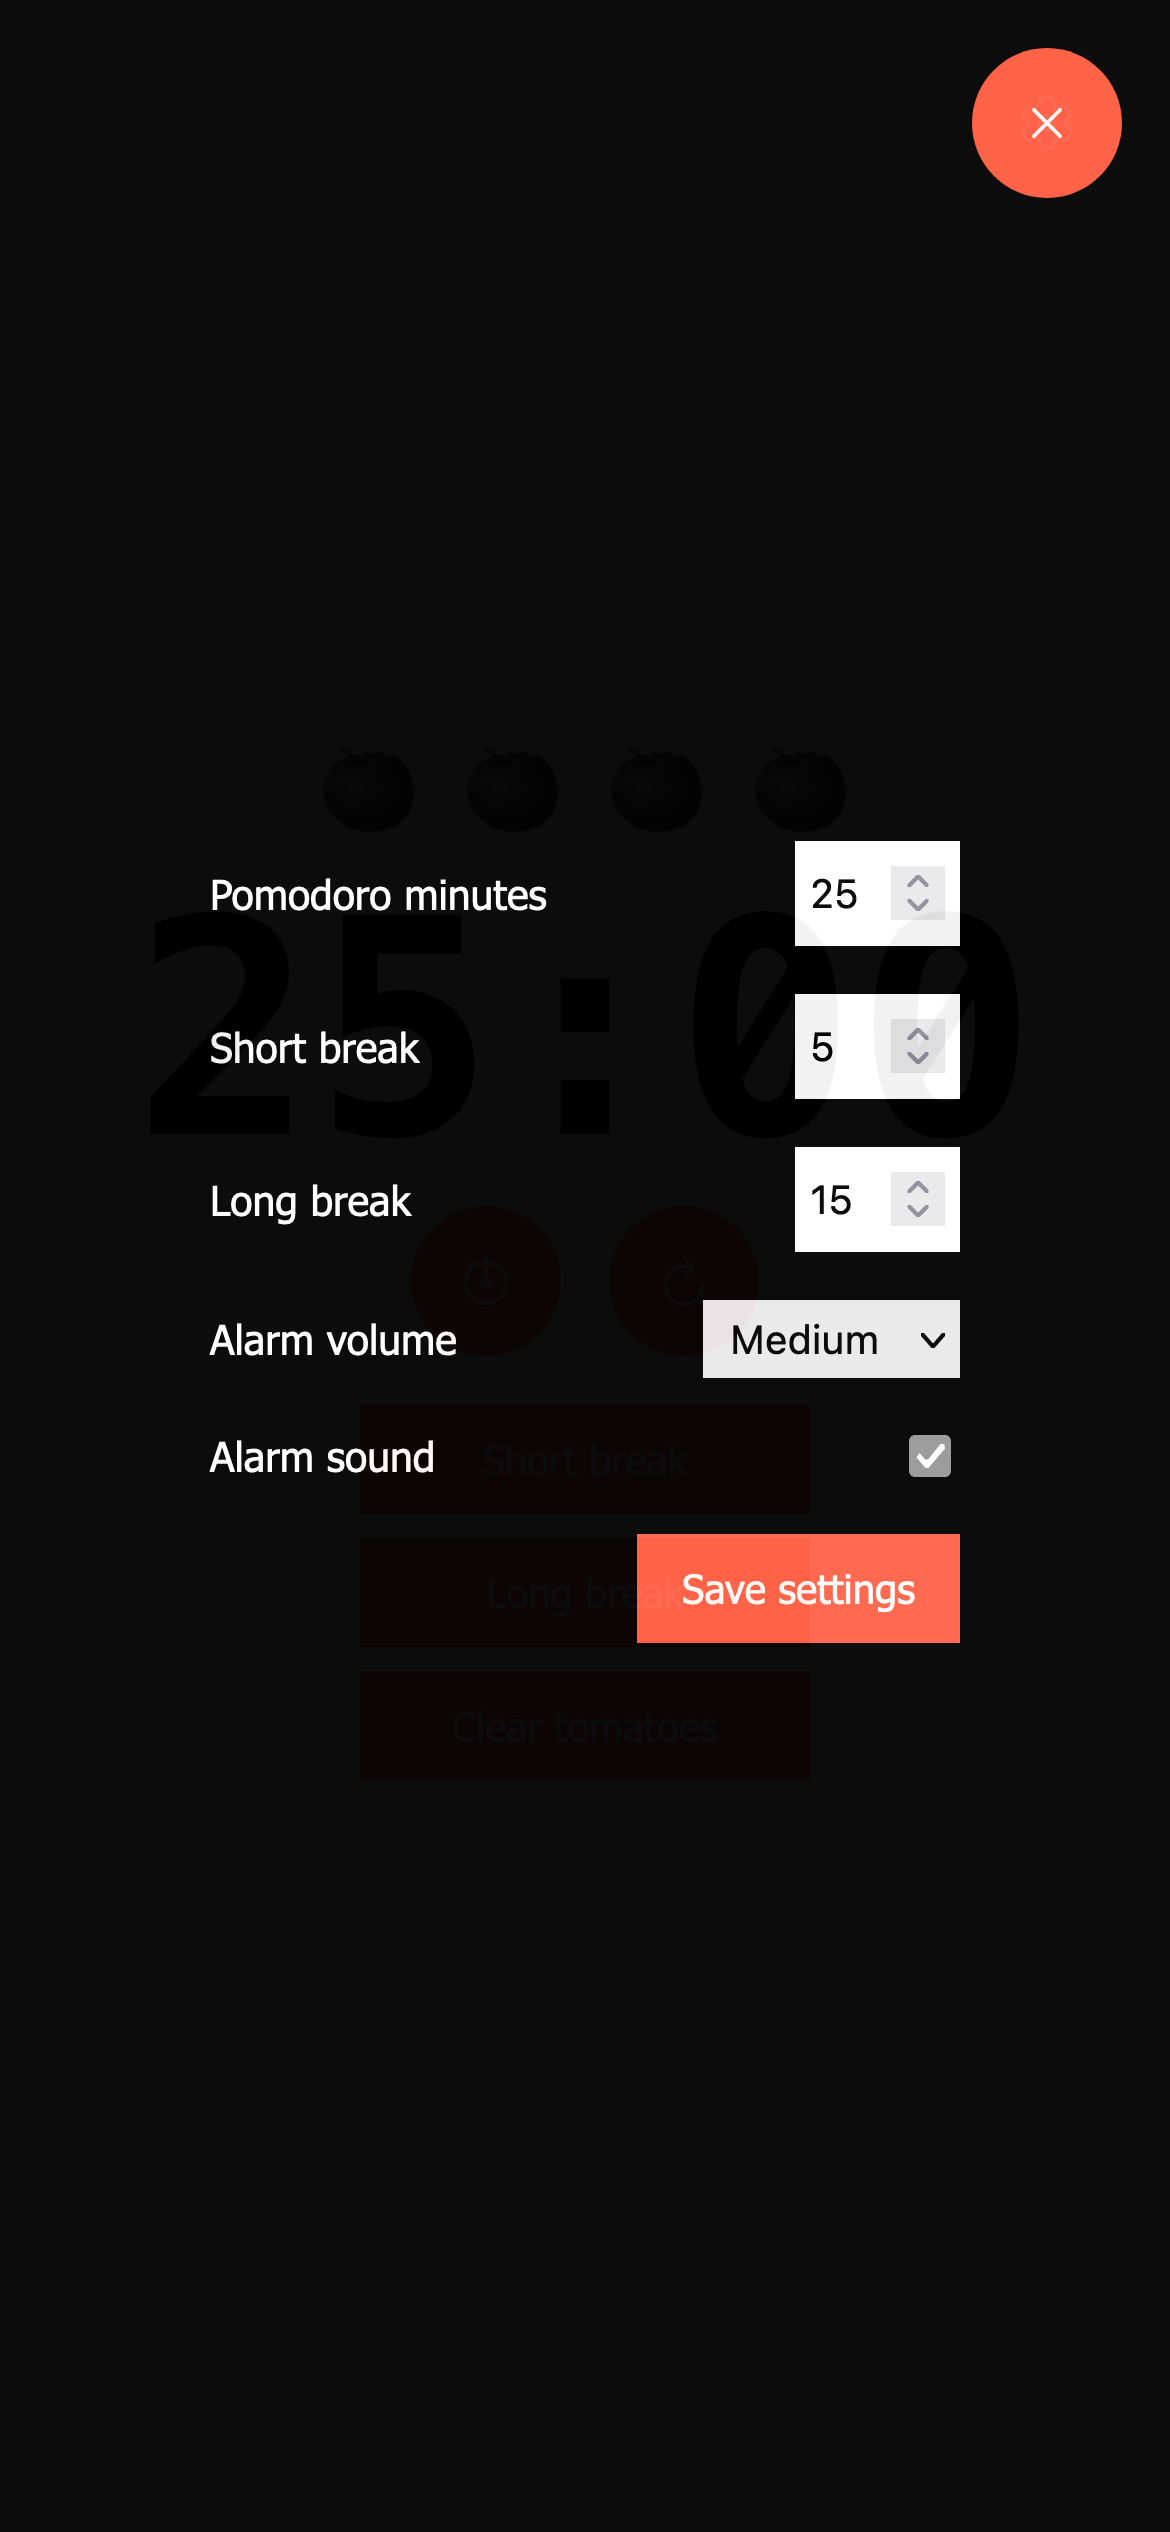 Pomodoro minutes 25
25:00
Short break 5
Long break 15
Alarm volume Medium
Alarm sound
Short break
Long break
Save settings
Clear tomatoes